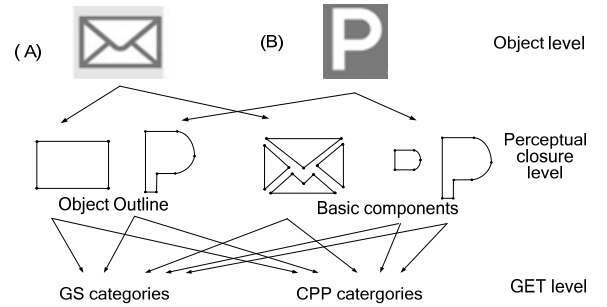 ( A)
(B)
P
Object level
Perceptual
closure
level
Object Outline
Basic components
GS categories
CPP catergories
GET level